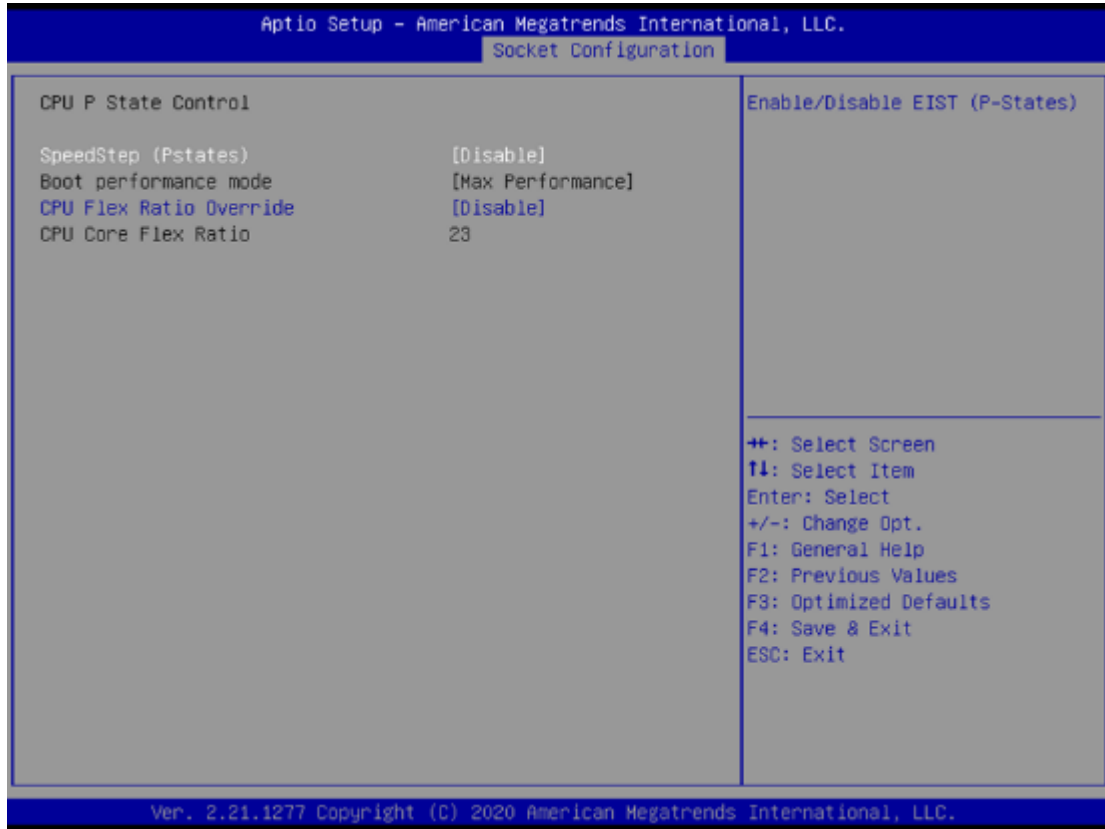 Aptio Setup – American Megatrends International, LLC.
Socket Configuration
CPU P State Control
SpeedStep (Pstates) [Disable]
Boot performance mode [Max Performance]
CPU Flex Ratio Override [Disable]
CPU Core Flex Ratio 23
Enable/Disable EIST (P-States)
→←: Select Screen
↑↓: Select Item
Enter: Select
+/-: Change Opt.
F1: General Help
F2: Previous Values
F3: Optimized Defaults
F4: Save & Exit
ESC: Exit
Ver. 2.21.1277 Copyright (C) 2020 American Megatrends International, LLC.